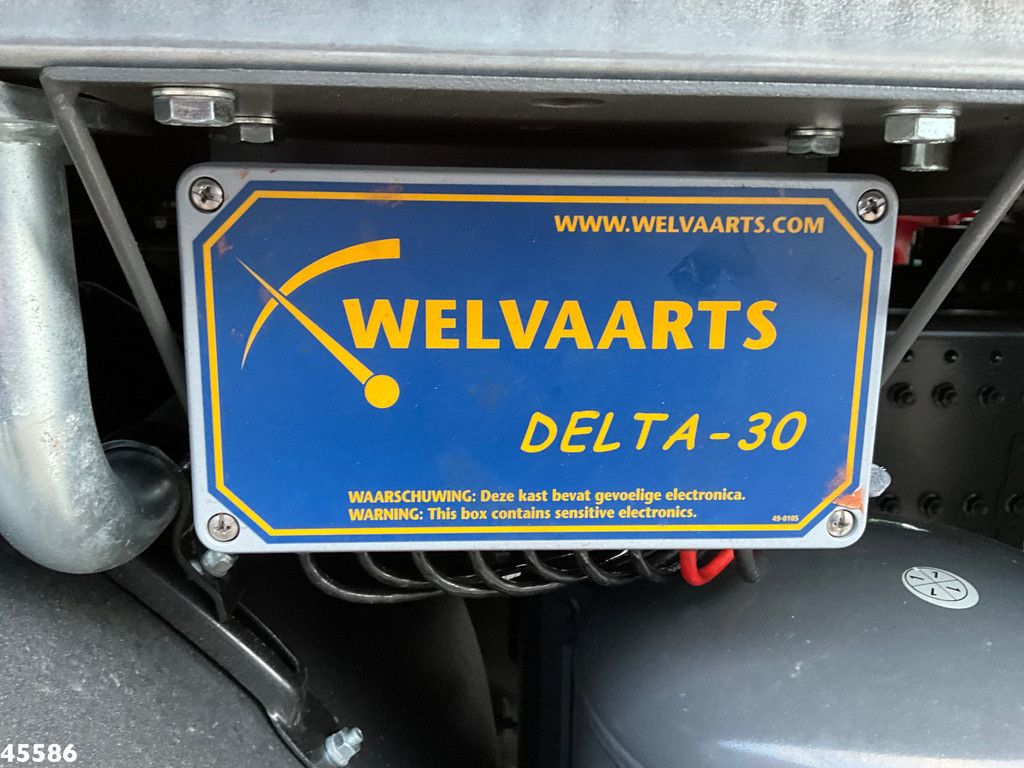 WWW.WELVAARTS.COM
WELVAARTS
DELTA-30
WAARSCHUWING: Deze kast bevat gevoelige electronica.
WARNING: This box contains sensitive electronics.
49-0105
45586